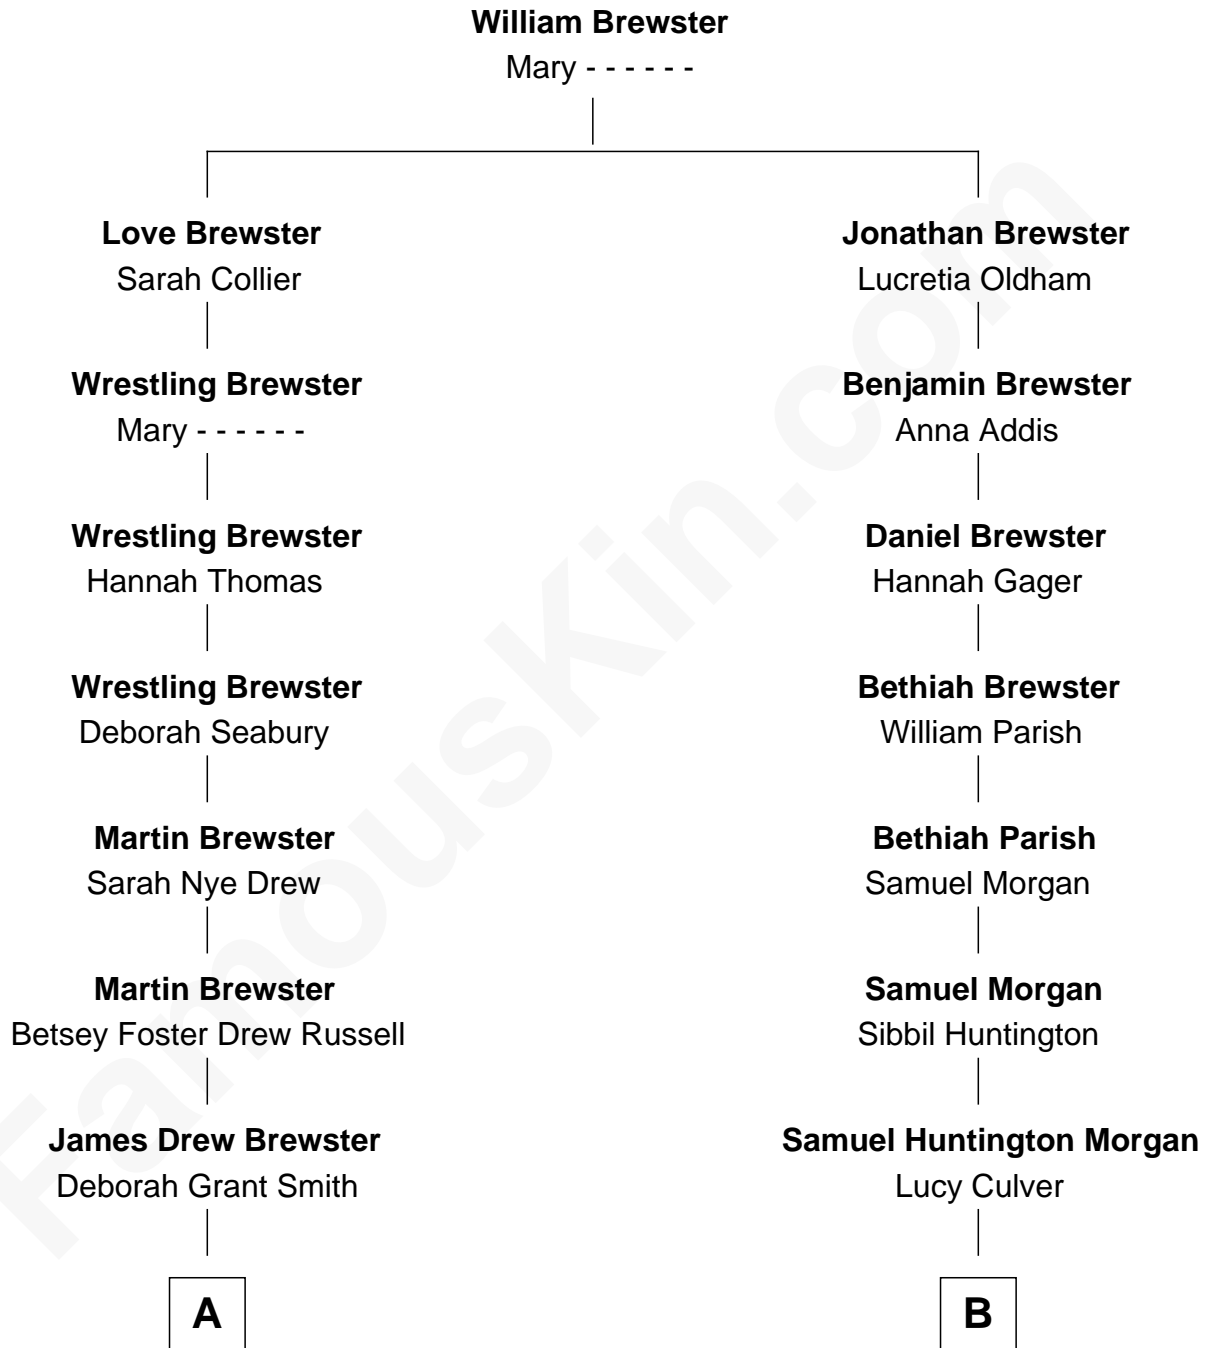 William Brewster
Mary - - - - - -
Love Brewster
Sarah Collier
Jonathan Brewster
Lucretia Oldham
Wrestling Brewster
Mary - - - - - -
Benjamin Brewster
Anna Addis
Wrestling Brewster
Hannah Thomas
Daniel Brewster
Hannah Gager
Wrestling Brewster
Deborah Seabury
Bethiah Brewster
William Parish
Martin Brewster
Sarah Nye Drew
Bethiah Parish
Samuel Morgan
Martin Brewster
Betsey Foster Drew Russell
Samuel Morgan
Sibbil Huntington
James Drew Brewster
Deborah Grant Smith
Samuel Huntington Morgan
Lucy Culver
A
B
FamousKin.com